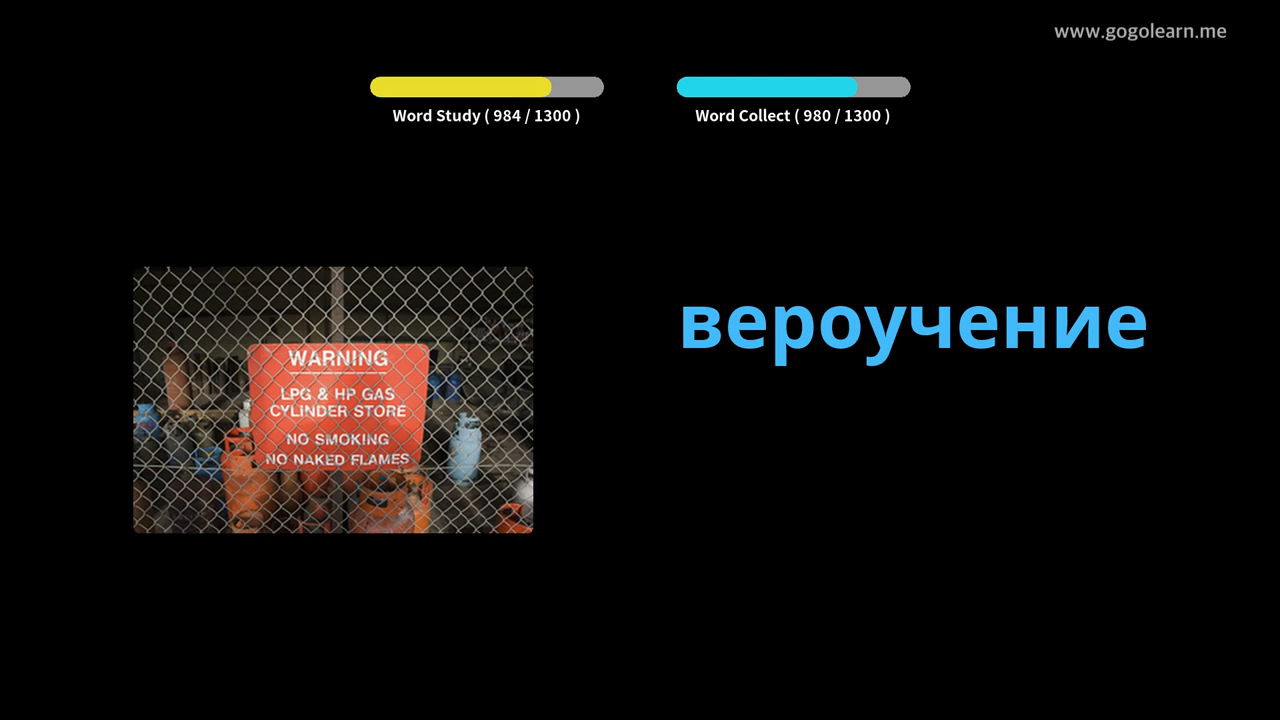 www.gogolearn.me
Word Study ( 984 / 1300 )
Word Collect ( 980 / 1300 )
вероучение
WARNING
LPG & HP GAS
CYLINDER STORE
NO SMOKING
NO NAKED FLAMES